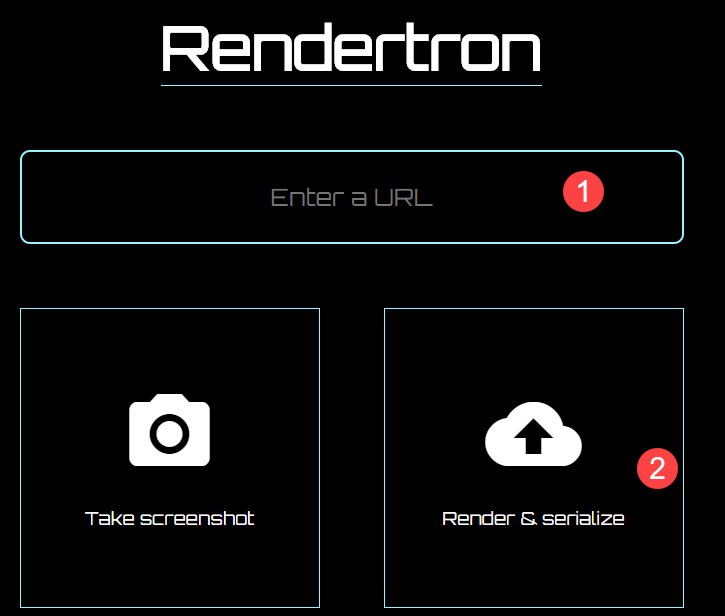 Rendertron
Enter a URL
1
Take screenshot
Render & serialize
2